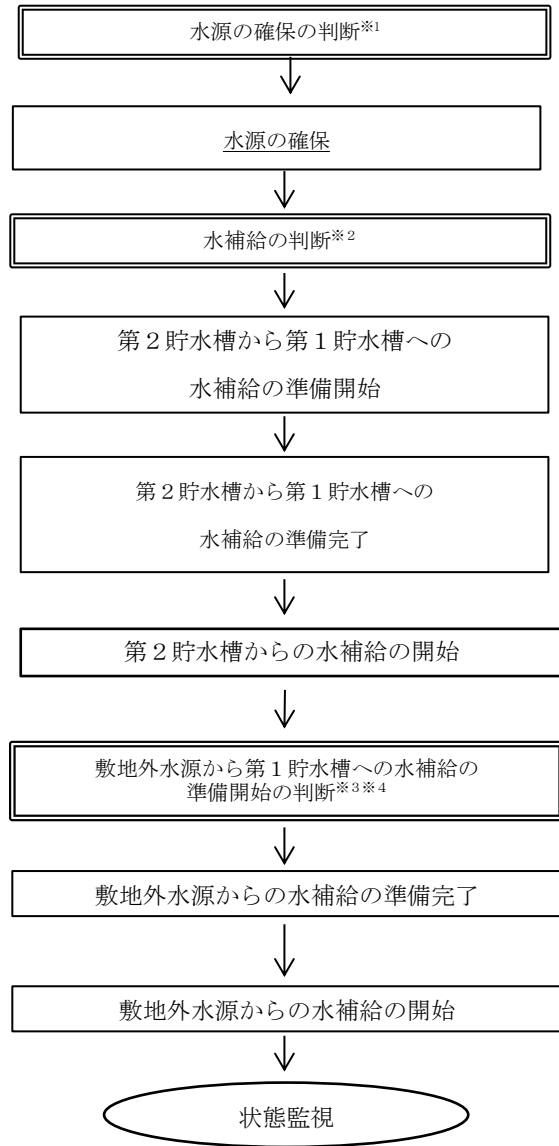 水源の確保の判断※1
水源の確保
水補給の判断※2
第２貯水槽から第１貯水槽への
水補給の準備開始
第２貯水槽から第１貯水槽への
水補給の準備完了
第２貯水槽からの水補給の開始
敷地外水源から第１貯水槽への水補給の
準備開始の判断※3※4
敷地外水源からの水補給の準備完了
敷地外水源からの水補給の開始
状態監視